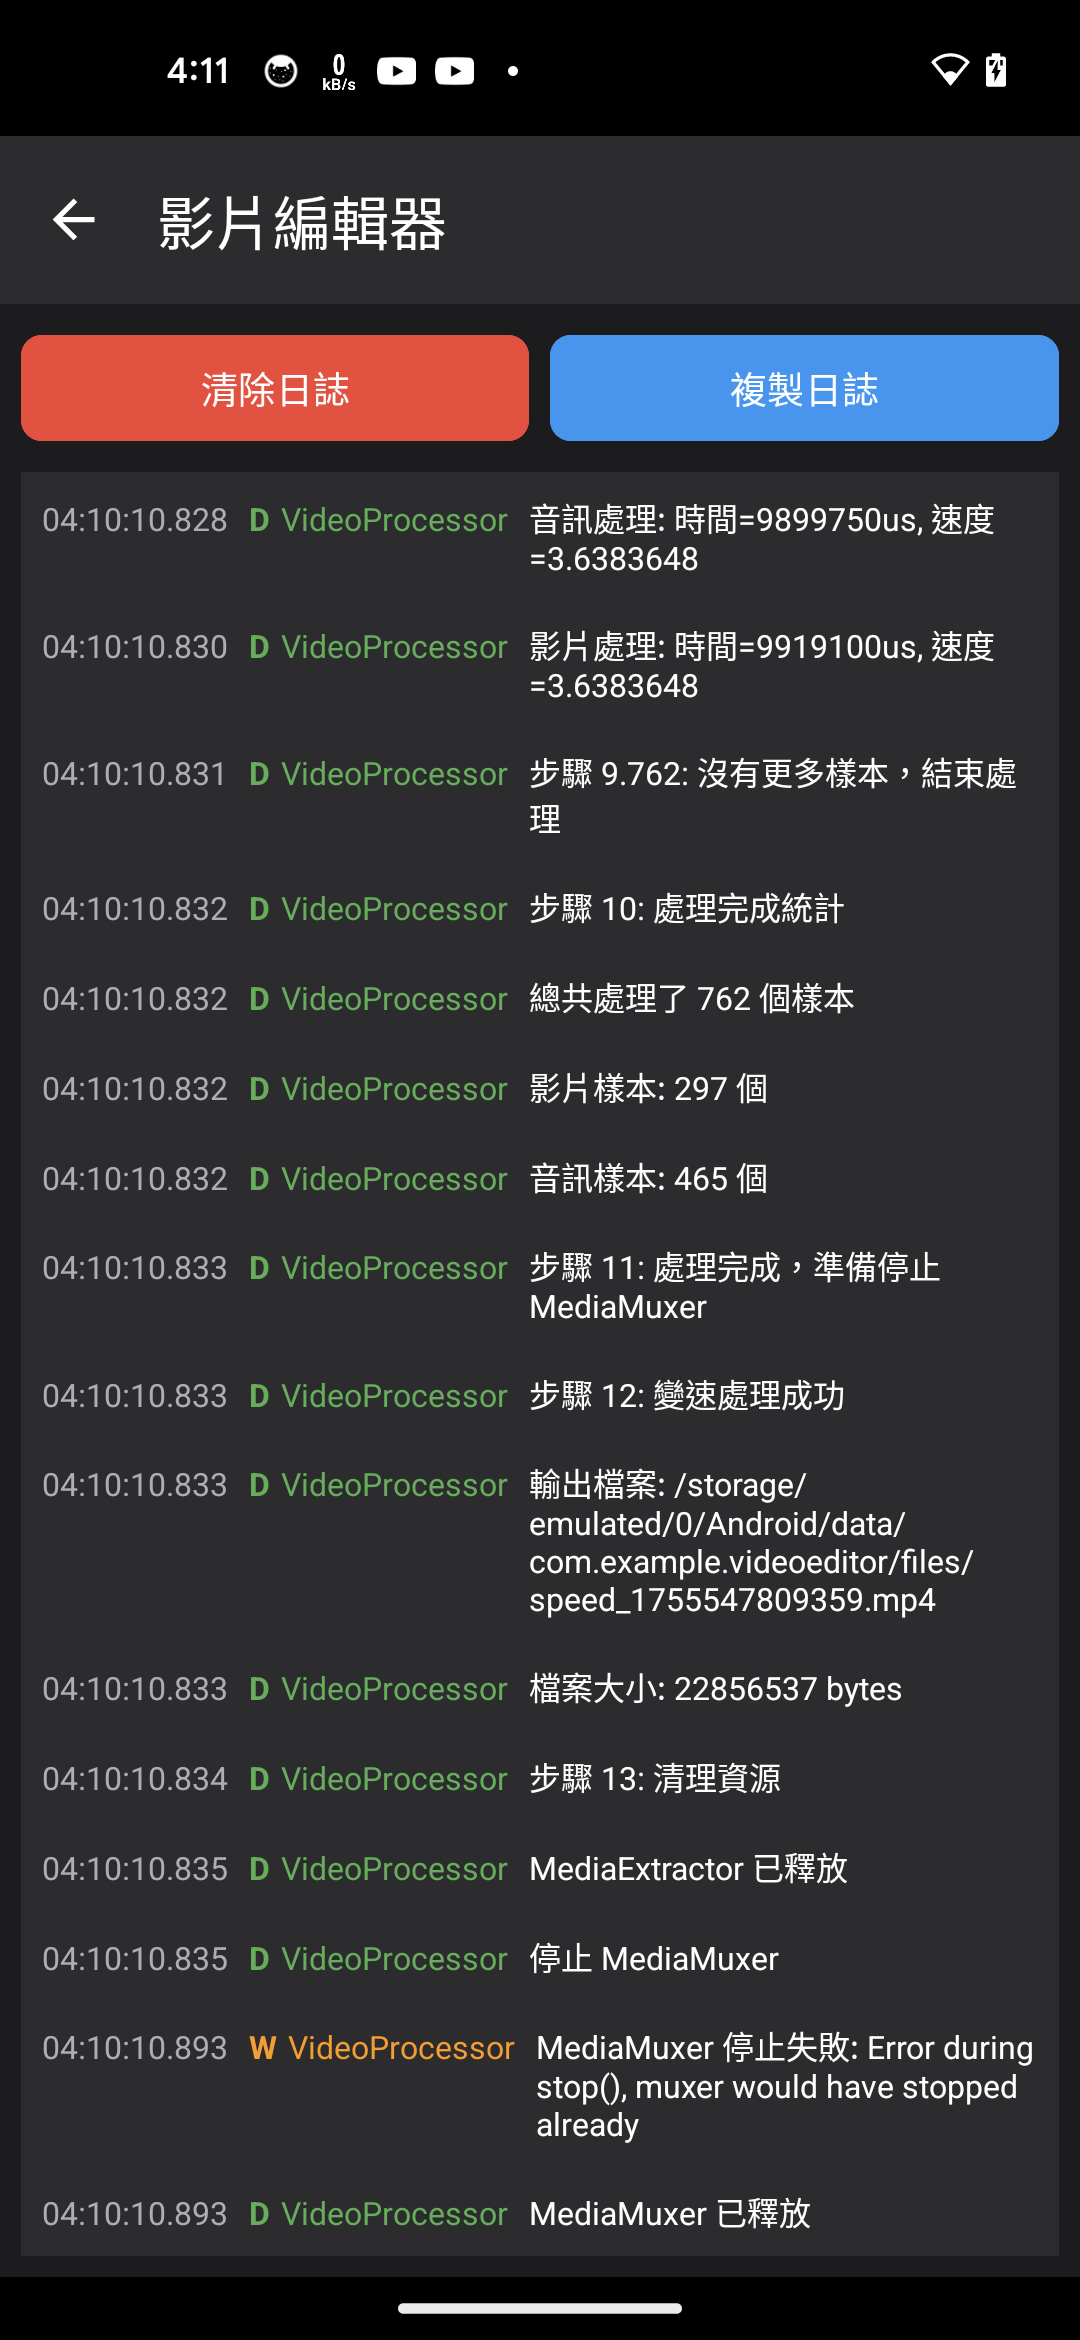 4:11
0
kB/s
影片編輯器
清除日誌
複製日誌
04:10:10.828 D VideoProcessor 音訊處理: 時間=9899750us, 速度
=3.6383648
04:10:10.830 D VideoProcessor 影片處理: 時間=9919100us, 速度
=3.6383648
04:10:10.831 D VideoProcessor 步驟 9.762: 沒有更多樣本，結束處
理
04:10:10.832 D VideoProcessor 步驟 10: 處理完成統計
04:10:10.832 D VideoProcessor 總共處理了 762 個樣本
04:10:10.832 D VideoProcessor 影片樣本: 297 個
04:10:10.832 D VideoProcessor 音訊樣本: 465 個
04:10:10.833 D VideoProcessor 步驟 11: 處理完成，準備停止
MediaMuxer
04:10:10.833 D VideoProcessor 步驟 12: 變速處理成功
04:10:10.833 D VideoProcessor 輸出檔案: /storage/
emulated/0/Android/data/
com.example.videoeditor/files/
speed_1755547809359.mp4
04:10:10.833 D VideoProcessor 檔案大小: 22856537 bytes
04:10:10.834 D VideoProcessor 步驟 13: 清理資源
04:10:10.835 D VideoProcessor MediaExtractor 已釋放
04:10:10.835 D VideoProcessor 停止 MediaMuxer
04:10:10.893 W VideoProcessor MediaMuxer 停止失敗: Error during
stop(), muxer would have stopped
already
04:10:10.893 D VideoProcessor MediaMuxer 已釋放